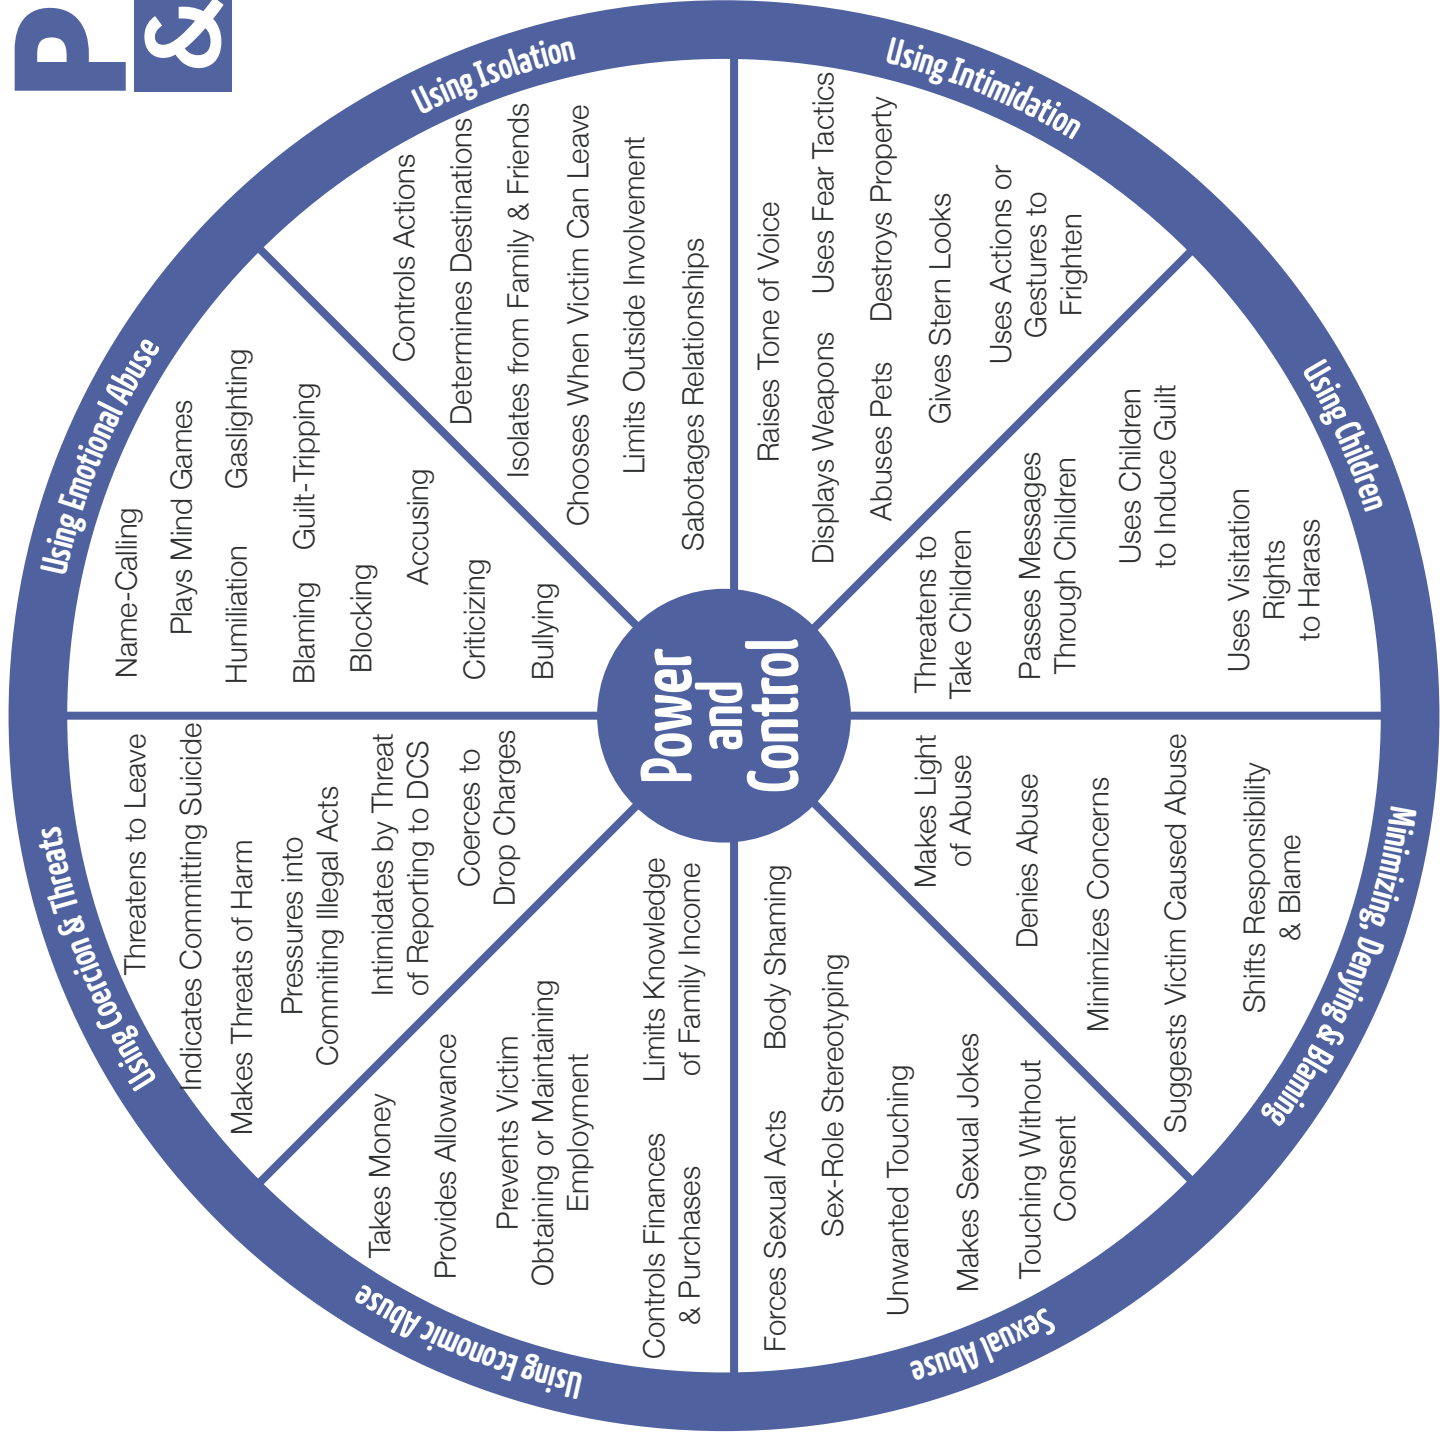 P
&
Power
and
Control
Using Emotional Abuse
Name-Calling
Plays Mind Games
Humiliation Gaslighting
Blaming Guilt-Tripping
Blocking
Accusing
Criticizing
Bullying
Using Isolation
Controls Actions
Determines Destinations
Isolates from Family & Friends
Chooses When Victim Can Leave
Limits Outside Involvement
Sabotages Relationships
Using Intimidation
Raises Tone of Voice
Displays Weapons Uses Fear Tactics
Abuses Pets Destroys Property
Gives Stern Looks
Uses Actions or
Gestures to
Frighten
Using Children
Threatens to
Take Children
Passes Messages
Through Children
Uses Children
to Induce Guilt
Uses Visitation
Rights
to Harass
Minimizing, Denying & Blaming
Makes Light
of Abuse
Denies Abuse
Minimizes Concerns
Suggests Victim Caused Abuse
Shifts Responsibility
& Blame
Sexual Abuse
Forces Sexual Acts Body Shaming
Sex-Role Stereotyping
Unwanted Touching
Makes Sexual Jokes
Touching Without
Consent
Using Economic Abuse
Takes Money
Provides Allowance
Prevents Victim
Obtaining or Maintaining
Employment
Controls Finances
& Purchases
Limits Knowledge
of Family Income
Using Coercion & Threats
Threatens to Leave
Indicates Committing Suicide
Makes Threats of Harm
Pressures into
Commiting Illegal Acts
Intimidates by Threat
of Reporting to DCS
Coerces to
Drop Charges